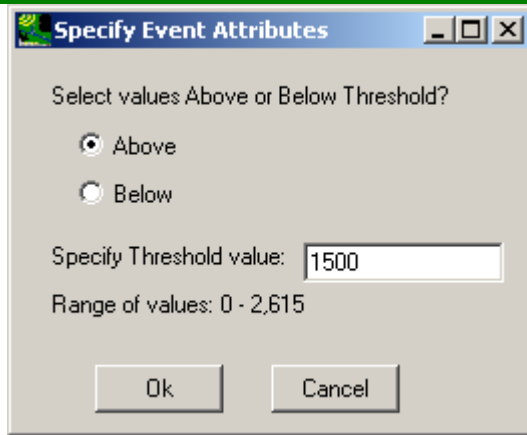 Specify Event Attributes
Select values Above or Below Threshold?
Above
Below
Specify Threshold value: 1500
Range of values: 0 - 2,615
Ok Cancel